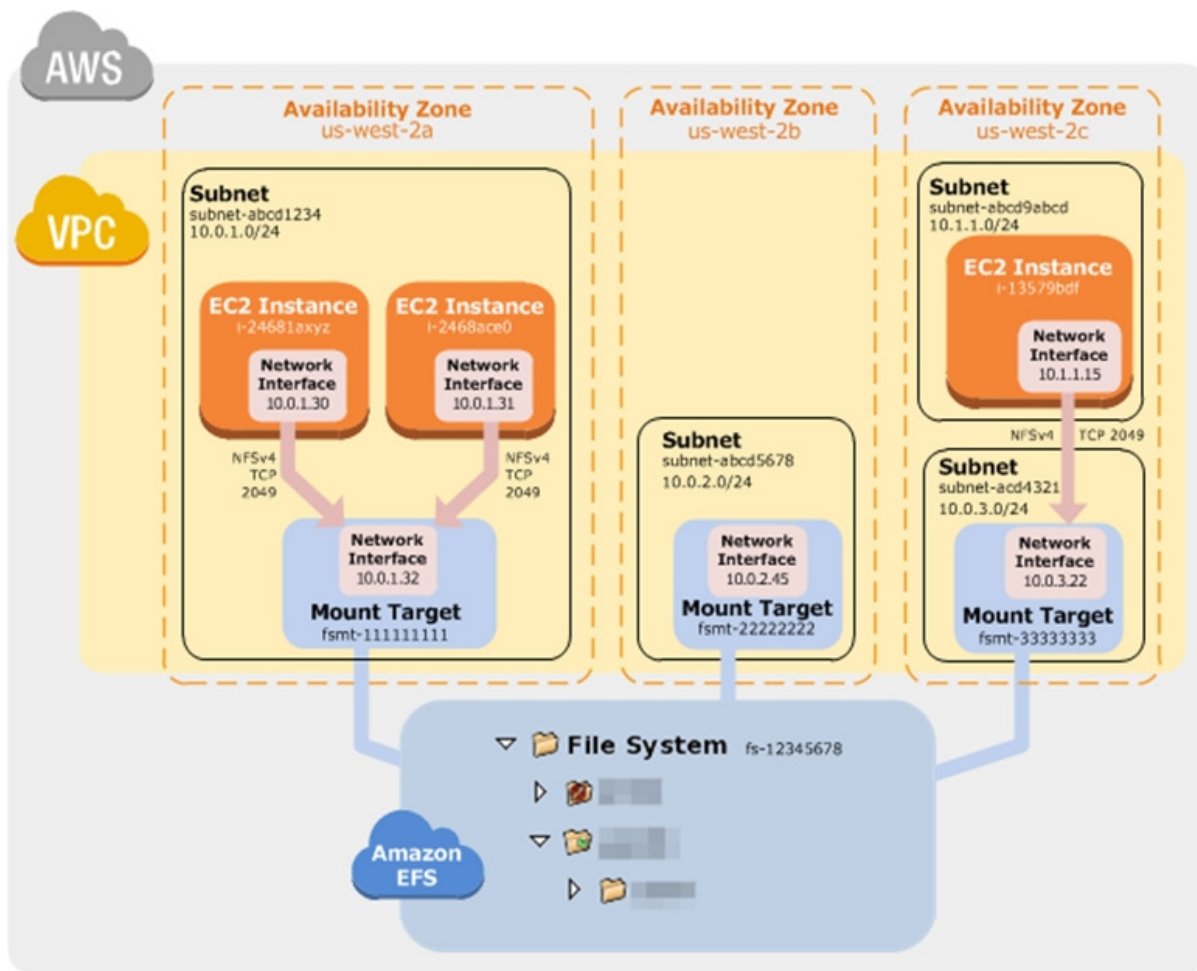 AWS
VPC
Availability Zone
us-west-2a
Subnet
subnet-abcd1234
10.0.1.0/24
EC2 Instance
i-24681axyz
Network
Interface
10.0.1.30
EC2 Instance
i-2468ace0
Network
Interface
10.0.1.31
NFSv4
TCP
2049
NFSv4
TCP
2049
Network
Interface
10.0.1.32
Mount Target
fsmt-111111111
Availability Zone
us-west-2b
Subnet
subnet-abcd5678
10.0.2.0/24
Network
Interface
10.0.2.45
Mount Target
fsmt-22222222
Availability Zone
us-west-2c
Subnet
subnet-abcd9abcd
10.1.1.0/24
EC2 Instance
i-13579bdf
Network
Interface
10.1.1.15
NFSv4 TCP 2049
Subnet
subnet-acd4321
10.0.3.0/24
Network
Interface
10.0.3.22
Mount Target
fsmt-33333333
File System fs-12345678
Amazon
EFS